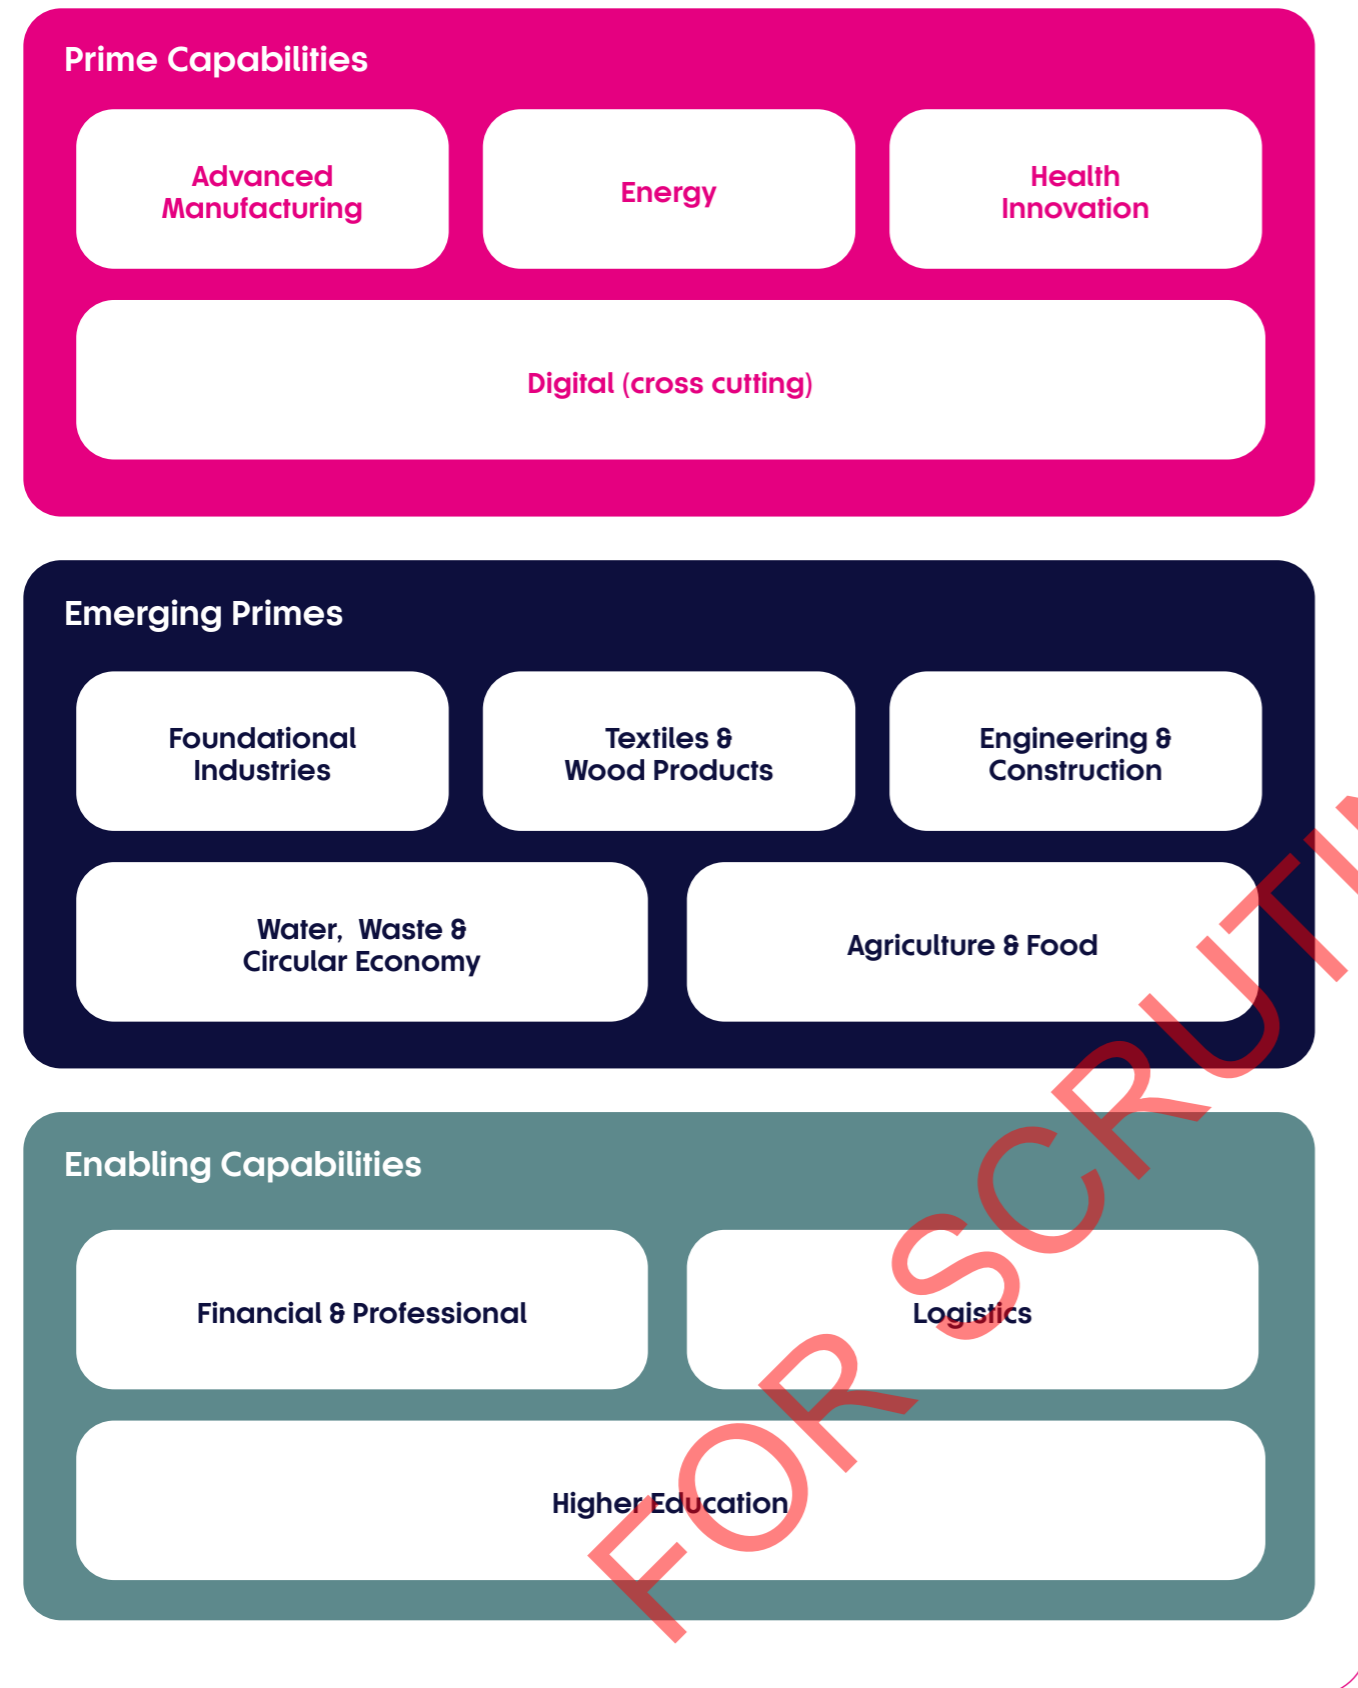 Prime Capabilities
Advanced
Manufacturing
Energy
Health
Innovation
Digital (cross cutting)
Emerging Primes
Foundational
Industries
Textiles &
Wood Products
Engineering &
Construction
Water,  Waste &
Circular Economy
Agriculture & Food
Enabling Capabilities
Financial & Professional
Logistics
Higher Education
FOR